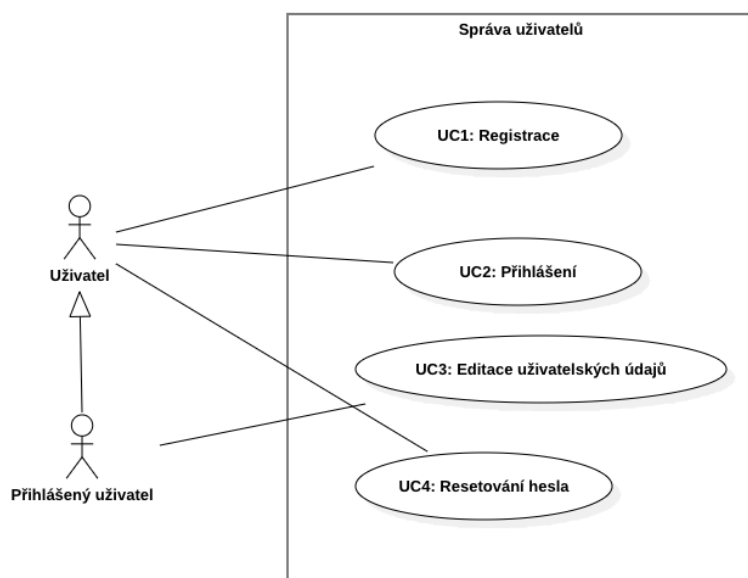 Správa uživatelů
UC1: Registrace
Uživatel
UC2: Přihlášení
UC3: Editace uživatelských údajů
Přihlášený uživatel
UC4: Resetování hesla